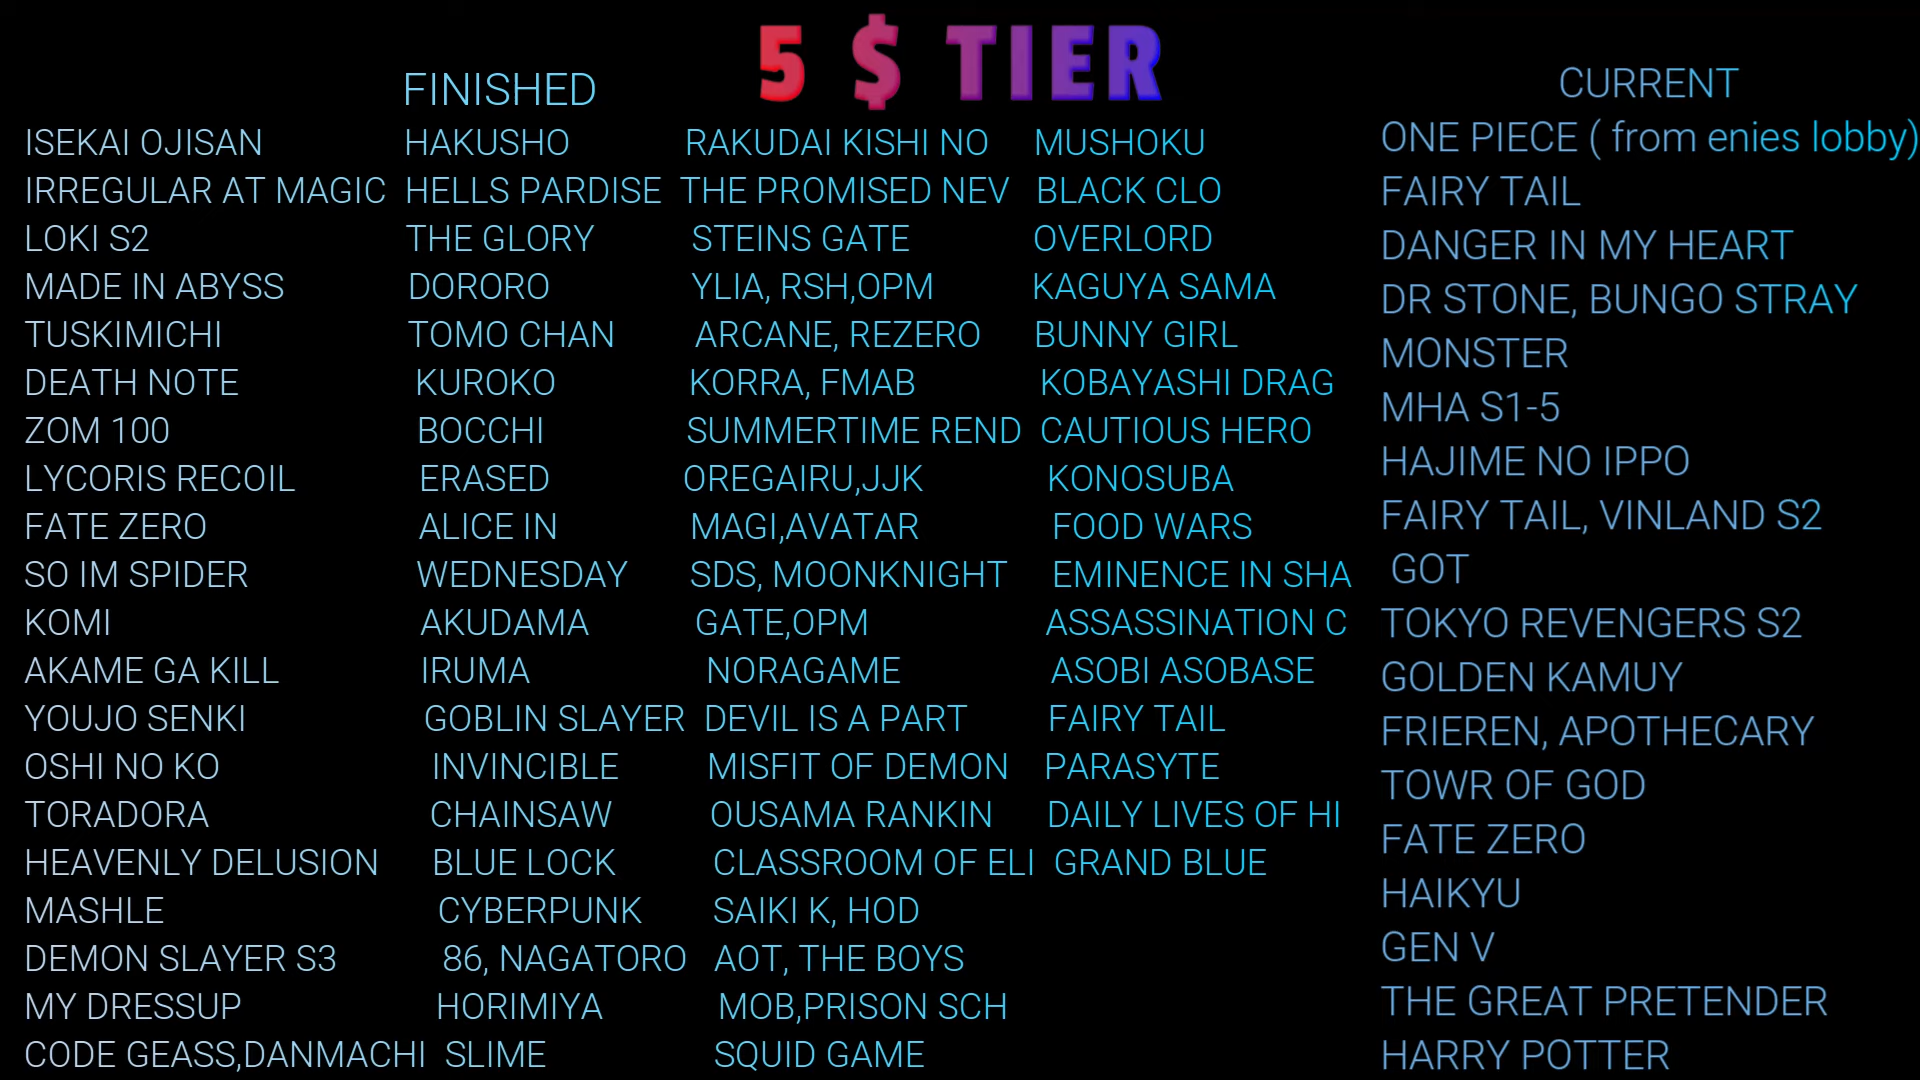 5 $ TIER
FINISHED
ISEKAI OJISAN
IRREGULAR AT MAGIC
LOKI S2
MADE IN ABYSS
TUSKIMICHI
DEATH NOTE
ZOM 100
LYCORIS RECOIL
FATE ZERO
SO IM SPIDER
KOMI
AKAME GA KILL
YOUJO SENKI
OSHI NO KO
TORADORA
HEAVENLY DELUSION
MASHLE
DEMON SLAYER S3
MY DRESSUP
CODE GEASS,DANMACHI
HAKUSHO
HELLS PARDISE
THE GLORY
DORORO
TOMO CHAN
KUROKO
BOCCHI
ERASED
ALICE IN
WEDNESDAY
AKUDAMA
IRUMA
GOBLIN SLAYER
INVINCIBLE
CHAINSAW
BLUE LOCK
CYBERPUNK
86, NAGATORO
HORIMIYA
SLIME
RAKUDAI KISHI NO
THE PROMISED NEV
STEINS GATE
YLIA, RSH,OPM
ARCANE, REZERO
KORRA, FMAB
SUMMERTIME REND
OREGAIRU,JJK
MAGI,AVATAR
SDS, MOONKNIGHT
GATE,OPM
NORAGAME
DEVIL IS A PART
MISFIT OF DEMON
OUSAMA RANKIN
CLASSROOM OF ELI
SAIKI K, HOD
AOT, THE BOYS
MOB,PRISON SCH
SQUID GAME
MUSHOKU
BLACK CLO
OVERLORD
KAGUYA SAMA
BUNNY GIRL
KOBAYASHI DRAG
CAUTIOUS HERO
KONOSUBA
FOOD WARS
EMINENCE IN SHA
ASSASSINATION C
ASOBI ASOBASE
FAIRY TAIL
PARASYTE
DAILY LIVES OF HI
GRAND BLUE
CURRENT
ONE PIECE ( from enies lobby)
FAIRY TAIL
DANGER IN MY HEART
DR STONE, BUNGO STRAY
MONSTER
MHA S1-5
HAJIME NO IPPO
FAIRY TAIL, VINLAND S2
GOT
TOKYO REVENGERS S2
GOLDEN KAMUY
FRIEREN, APOTHECARY
TOWR OF GOD
FATE ZERO
HAIKYU
GEN V
THE GREAT PRETENDER
HARRY POTTER